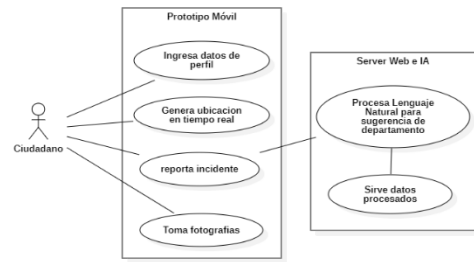 Prototipo Móvil
Ingresa datos de
perfil
Genera ubicacion
en tiempo real
reporta incidente
Toma fotografias
Ciudadano
Server Web e IA
Procesa Lenguaje
Natural para
sugerencia de
departamento
Sirve datos
procesados